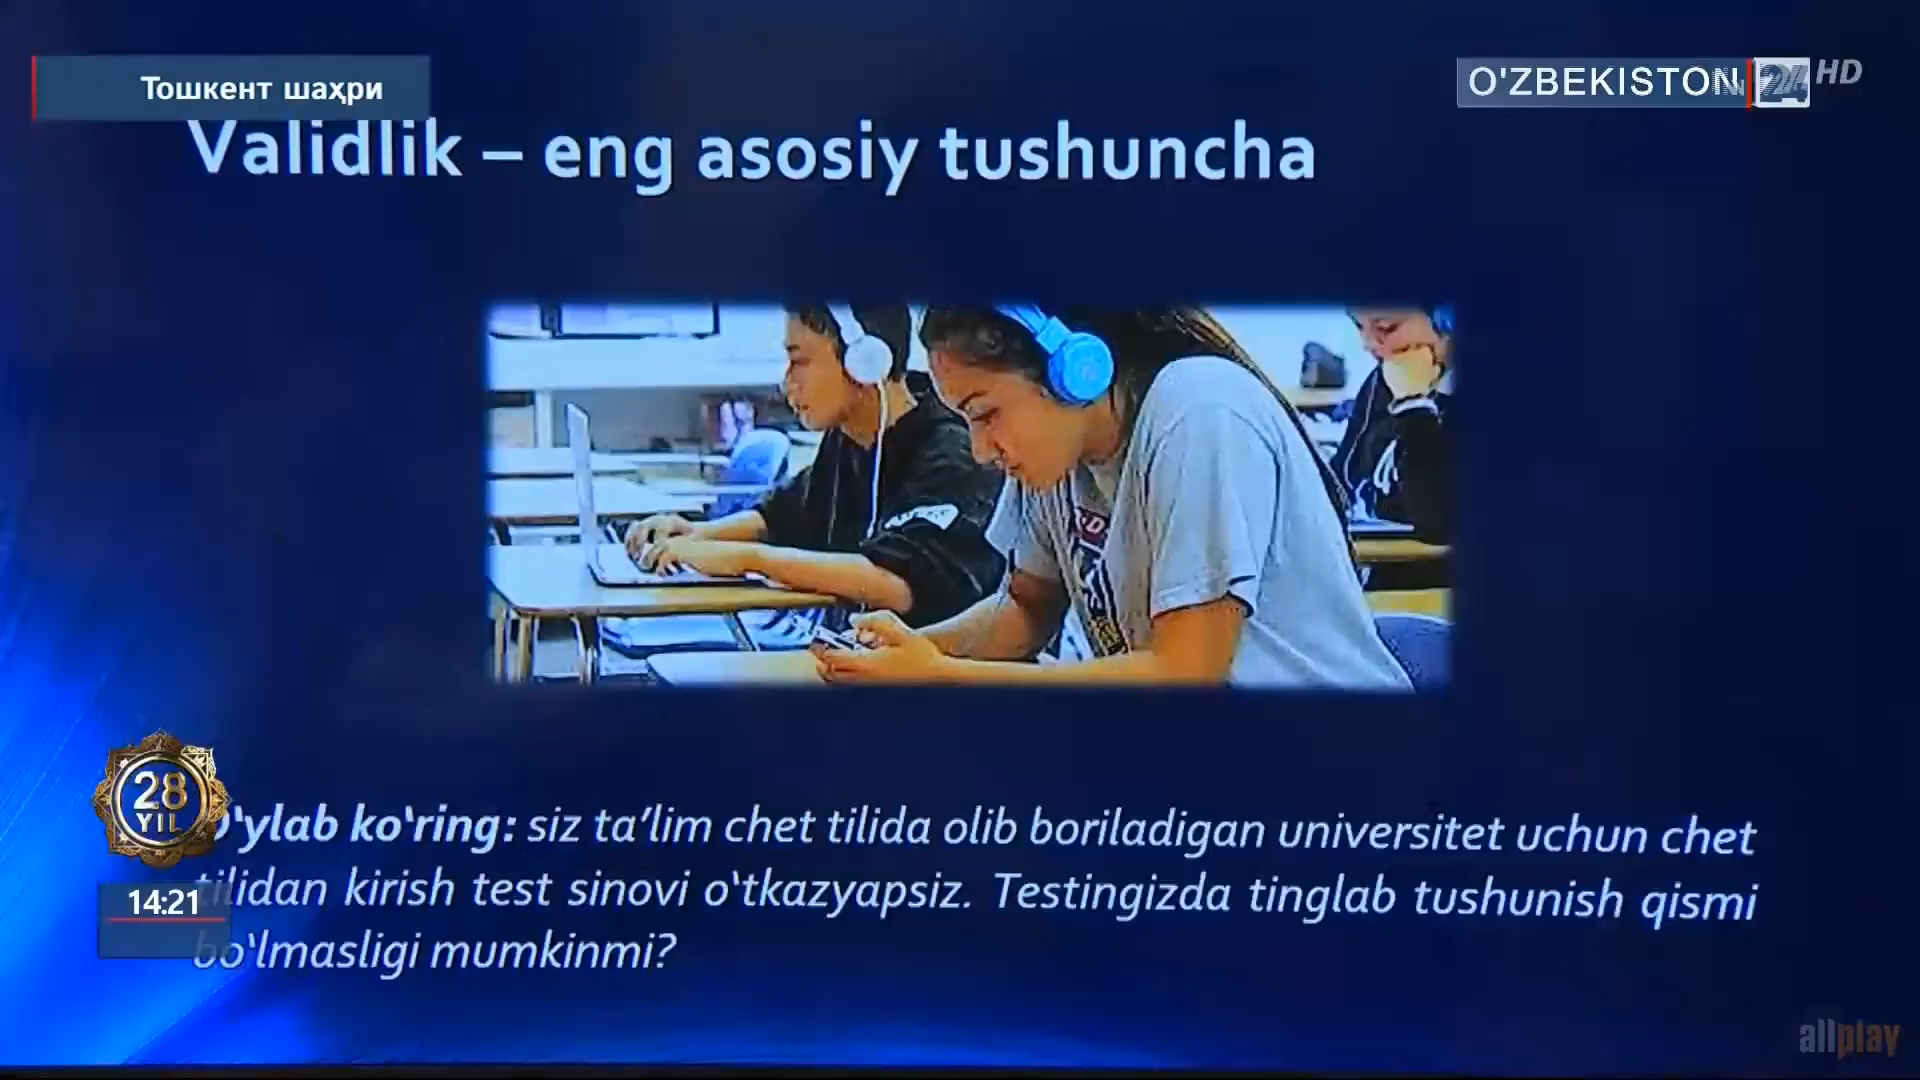 Тошкент шаҳри
O'ZBEKISTON 24 HD
Validlik – eng asosiy tushuncha
28
YIL
O‘ylab ko‘ring: siz ta’lim chet tilida olib boriladigan universitet uchun chet
14:21
tilidan kirish test sinovi o‘tkazyapsiz. Testingizda tinglab tushunish qismi
bo‘lmasligi mumkinmi?
allplay